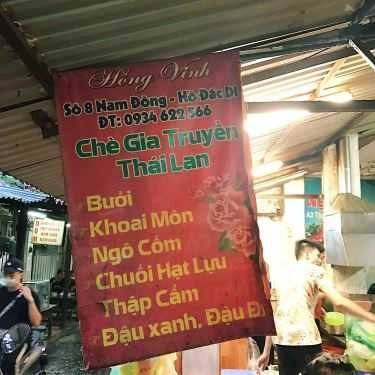 Hồng Vinh
Số 8 Nam Đồng - Hồ Đắc Di
ĐT: 0934 622 566
Chè Gia Truyền
Thái Lan
Bưởi
Khoai Môn
Ngô Cốm
Chuối Hạt Lựu
Thập Cẩm
Đậu xanh, Đậu Đ